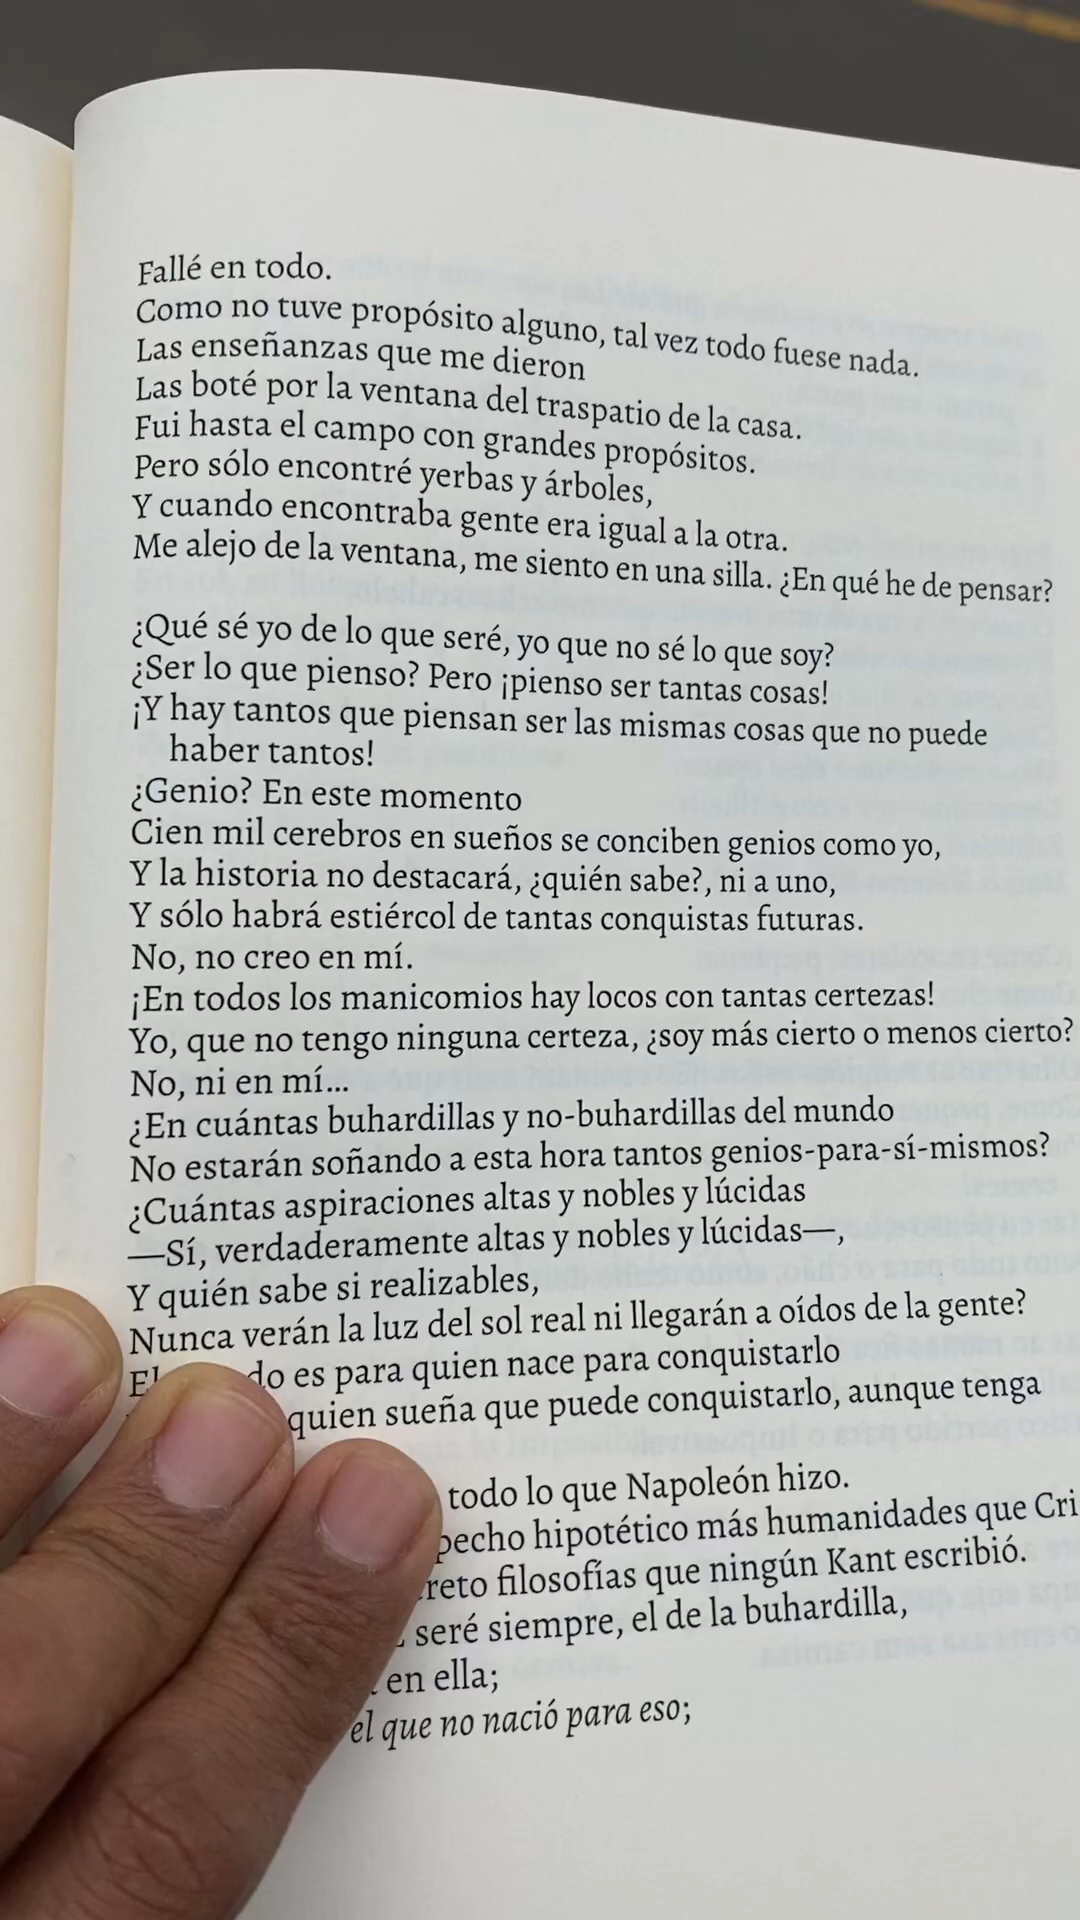 Fallé en todo.
Como no tuve propósito alguno, tal vez todo fuese nada.
Las enseñanzas que me dieron
Las boté por la ventana del traspatio de la casa.
Fui hasta el campo con grandes propósitos.
Pero sólo encontré yerbas y árboles,
Y cuando encontraba gente era igual a la otra.
Me alejo de la ventana, me siento en una silla. ¿En qué he de pensar?
¿Qué sé yo de lo que seré, yo que no sé lo que soy?
¿Ser lo que pienso? Pero ¡pienso ser tantas cosas!
¡Y hay tantos que piensan ser las mismas cosas que no puede
haber tantos!
¿Genio? En este momento
Cien mil cerebros en sueños se conciben genios como yo,
Y la historia no destacará, ¿quién sabe?, ni a uno,
Y sólo habrá estiércol de tantas conquistas futuras.
No, no creo en mí.
¡En todos los manicomios hay locos con tantas certezas!
Yo, que no tengo ninguna certeza, ¿soy más cierto o menos cierto?
No, ni en mí...
¿En cuántas buhardillas y no-buhardillas del mundo
No estarán soñando a esta hora tantos genios-para-sí-mismos?
¿Cuántas aspiraciones altas y nobles y lúcidas
—Sí, verdaderamente altas y nobles y lúcidas—,
Y quién sabe si realizables,
Nunca verán la luz del sol real ni llegarán a oídos de la gente?
El es para quien nace para conquistarlo
quien sueña que puede conquistarlo, aunque tenga
todo lo que Napoleón hizo.
pecho hipotético más humanidades que
filosofías que ningún Kant escribió.
seré siempre, el de la buhardilla,
en ella;
el que no nació para eso;